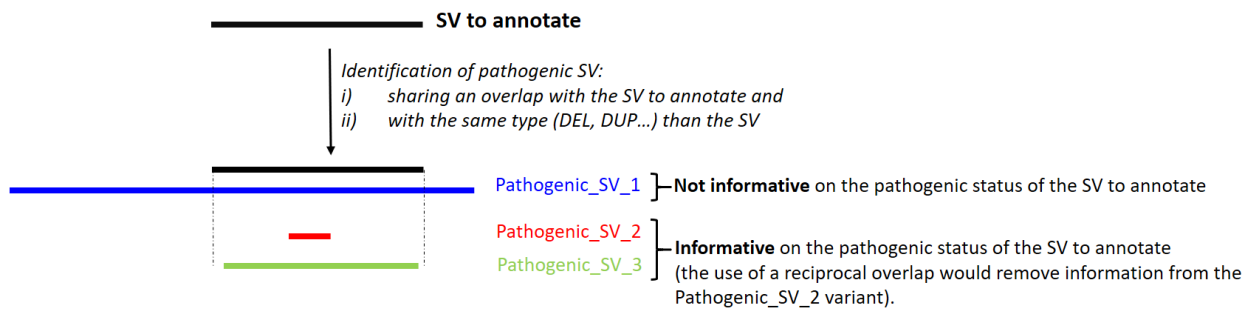 SV to annotate
Identification of pathogenic SV:
i) sharing an overlap with the SV to annotate and
ii) with the same type (DEL, DUP…) than the SV
Pathogenic_SV_1
Not informative on the pathogenic status of the SV to annotate
Pathogenic_SV_2
Pathogenic_SV_3
Informative on the pathogenic status of the SV to annotate
(the use of a reciprocal overlap would remove information from the
Pathogenic_SV_2 variant).